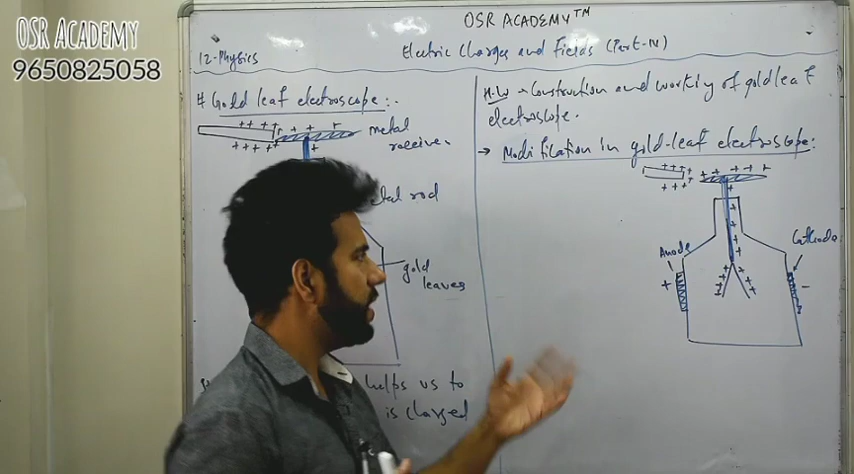 OSR ACADEMY
9650825058
OSR ACADEMY™
12-Physics
Electric Charges and Fields (Part-IV)
# Gold leaf electroscope:-
metal
receiver
rod
gold
leaves
helps us to
is charged
H.W → Construction and working of gold leaf
electroscope.
→ Modification in gold-leaf electroscope:
Anode
Cathode
+
-